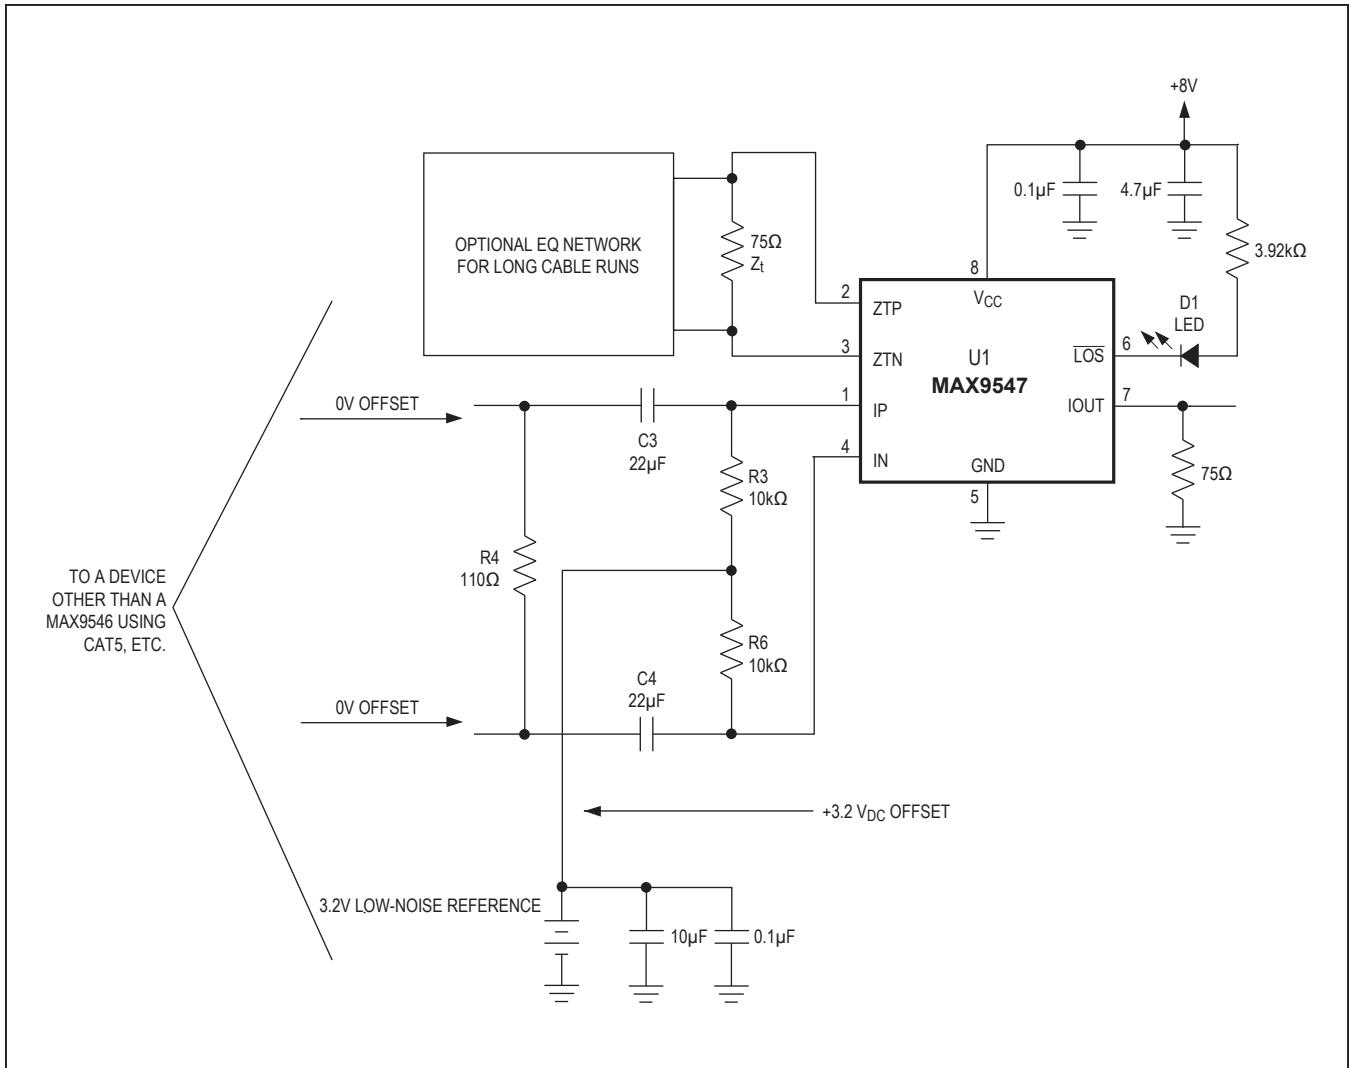 +8V
0.1µF
4.7µF
3.92kΩ
OPTIONAL EQ NETWORK
FOR LONG CABLE RUNS
75Ω
Zt
2
ZTP
3
ZTN
8
VCC
U1
MAX9547
D1
LED
LOS
6
IOUT
7
0V OFFSET
C3
22µF
1
IP
4
IN
GND
5
75Ω
R3
10kΩ
R4
110Ω
TO A DEVICE
OTHER THAN A
MAX9546 USING
CAT5, ETC.
R6
10kΩ
C4
22µF
0V OFFSET
+3.2 VDC OFFSET
3.2V LOW-NOISE REFERENCE
10µF
0.1µF